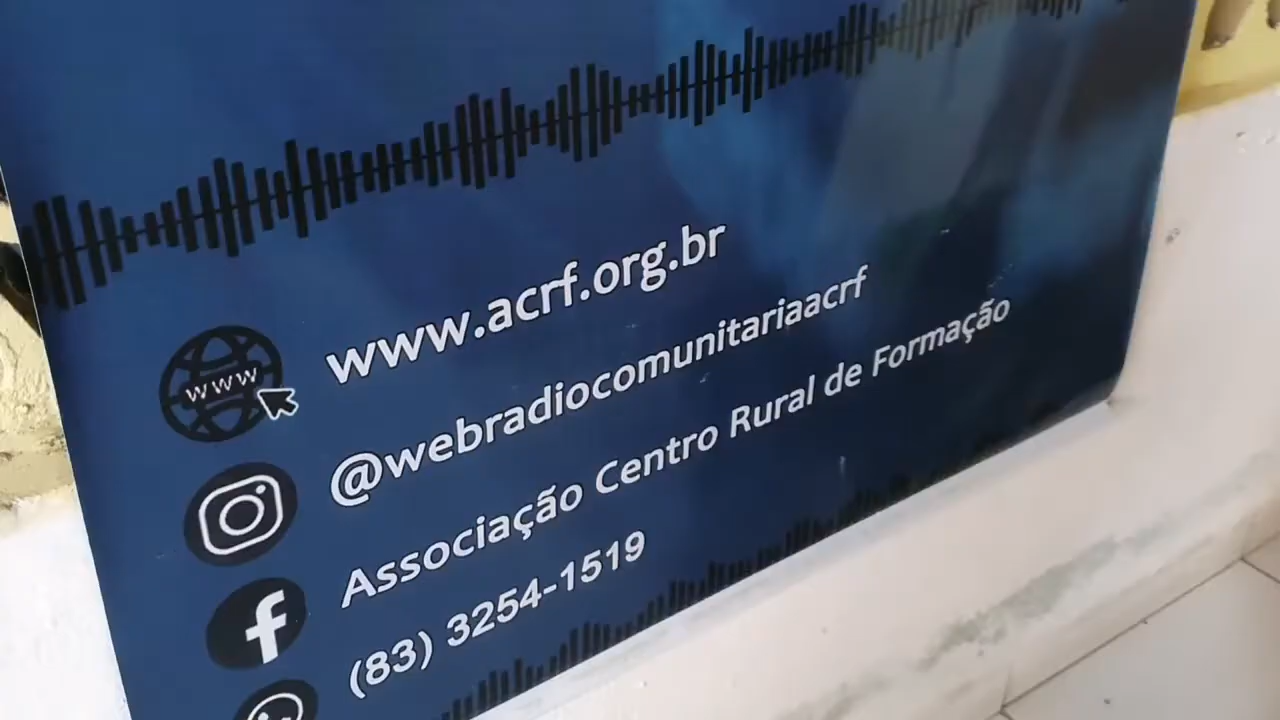 www.acrf.org.br
www
@webradiocomunitariaacrf
Associação Centro Rural de Formação
(83) 3254-1519